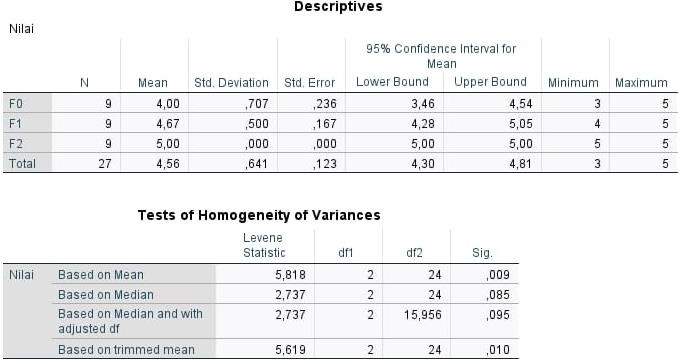 Descriptives
Nilai
95% Confidence Interval for
Mean
N Mean Std. Deviation Std. Error Lower Bound Upper Bound Minimum Maximum
F0 9 4,00 ,707 ,236 3,46 4,54 3 5
F1 9 4,67 ,500 ,167 4,28 5,05 4 5
F2 9 5,00 ,000 ,000 5,00 5,00 5 5
Total 27 4,56 ,641 ,123 4,30 4,81 3 5
Tests of Homogeneity of Variances
Levene
Statistic df1 df2 Sig.
Nilai Based on Mean 5,818 2 24 ,009
Based on Median 2,737 2 24 ,085
Based on Median and with
adjusted df 2,737 2 15,956 ,095
Based on trimmed mean 5,619 2 24 ,010